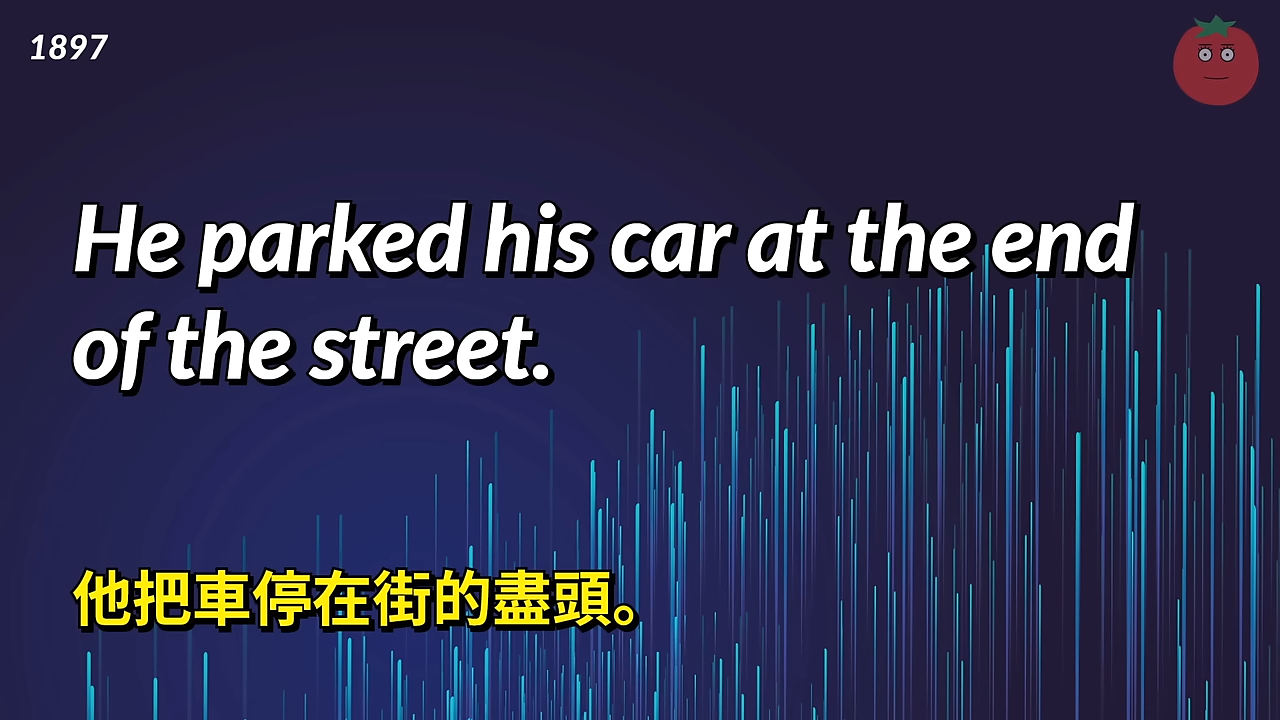 1897
He parked his car at the end
of the street.
他把車停在街的盡頭。